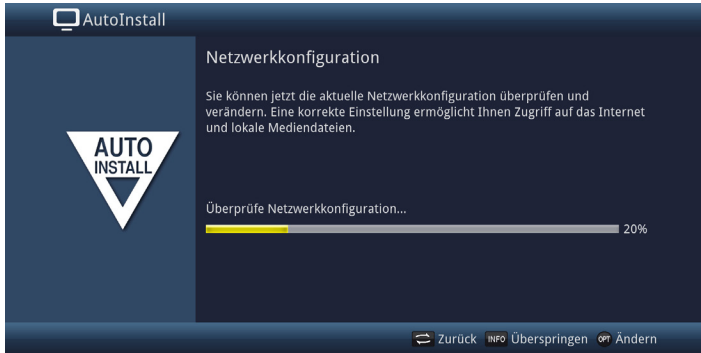 AutoInstall
Netzwerkkonfiguration
Sie können jetzt die aktuelle Netzwerkkonfiguration überprüfen und
verändern. Eine korrekte Einstellung ermöglicht Ihnen Zugriff auf das Internet
und lokale Mediendateien.
AUTO
INSTALL
Überprüfe Netzwerkkonfiguration...
20%
Zurück INFO Überspringen OPT Ändern